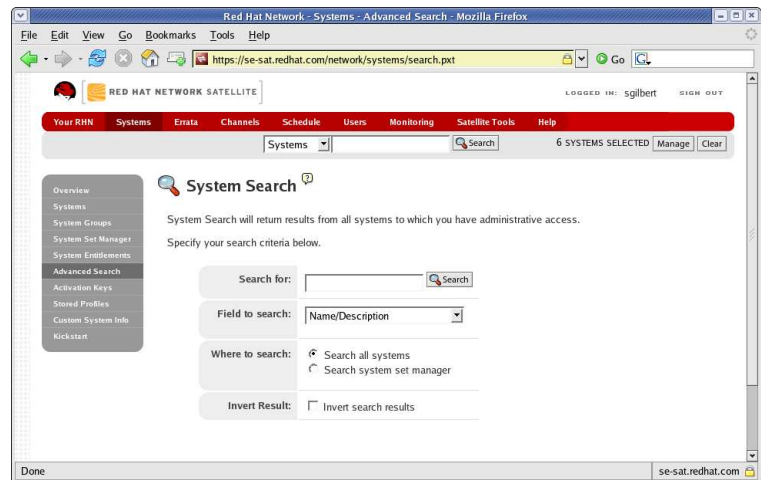 Red Hat Network - Systems - Advanced Search - Mozilla Firefox
File Edit View Go Bookmarks Tools Help
https://se-sat.redhat.com/network/systems/search.pxt Go G
RED HAT NETWORK SATELLITE LOGGED IN: sgilbert SIGN OUT
Your RHN Systems Errata Channels Schedule Users Monitoring Satellite Tools Help
Systems Search 6 SYSTEMS SELECTED Manage Clear
Overview
Systems
System Groups
System Set Manager
System Entitlements
Advanced Search
Activation Keys
Stored Profiles
Custom System Info
Kickstart
System Search ?
System Search will return results from all systems to which you have administrative access.
Specify your search criteria below.
Search for: Search
Field to search: Name/Description
Where to search: Search all systems
Search system set manager
Invert Result: Invert search results
Done se-sat.redhat.com